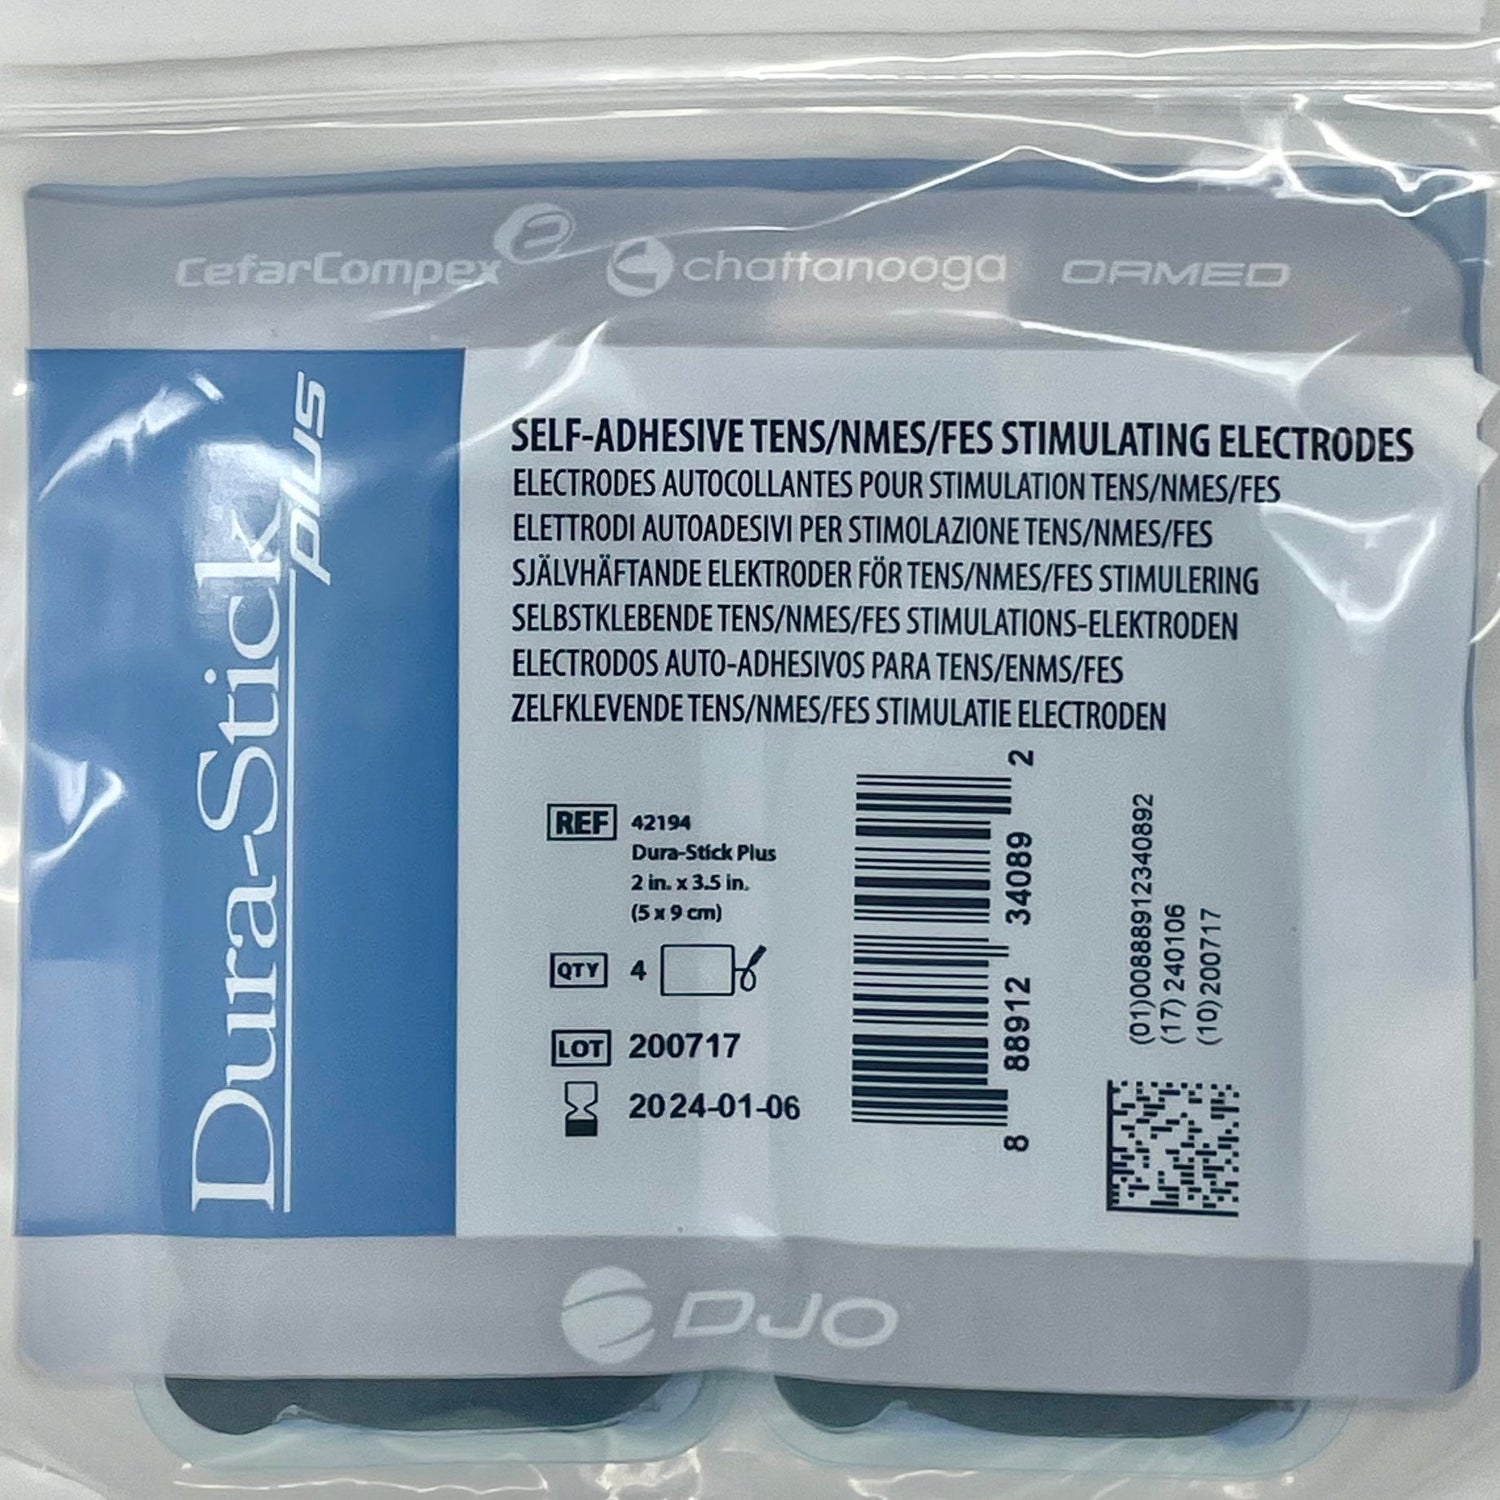 CefarCompex
chattanooga
ORMED
Dura-Stick
plus
SELF-ADHESIVE TENS/NMES/FES STIMULATING ELECTRODES
ELECTRODES AUTOCOLLANTES POUR STIMULATION TENS/NMES/FES
ELETTRODI AUTOADESIVI PER STIMOLAZIONE TENS/NMES/FES
SJÄLVHÄFTANDE ELEKTRODER FÖR TENS/NMES/FES STIMULERING
SELBSTKLEBENDE TENS/NMES/FES STIMULATIONS-ELEKTRODEN
ELECTRODOS AUTO-ADHESIVOS PARA TENS/ENMS/FES
ZELFKLEVENDE TENS/NMES/FES STIMULATIE ELECTRODEN
REF 42194
Dura-Stick Plus
2 in. x 3.5 in.
(5 x 9 cm)
QTY 4
LOT 200717
2024-01-06
8 88912 34089 2
(01)00888912340892
(17) 240106
(10)200717
DJO